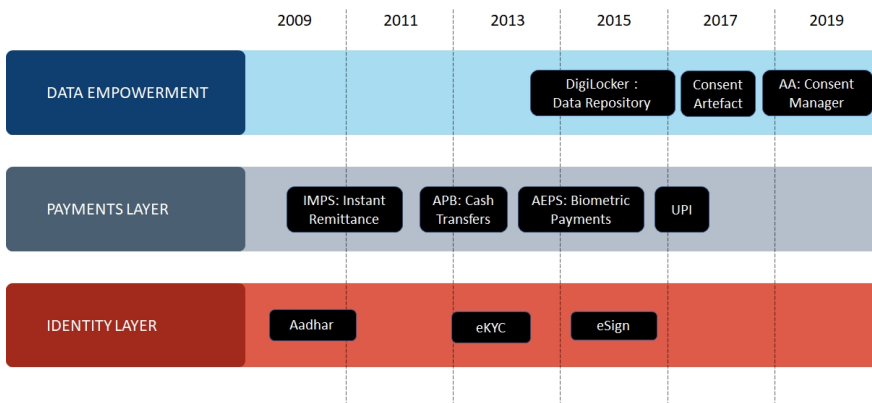 2009 2011 2013 2015 2017 2019
DATA EMPOWERMENT
DigiLocker :
Data Repository
Consent
Artefact
AA: Consent
Manager
PAYMENTS LAYER
IMPS: Instant
Remittance
APB: Cash
Transfers
AEPS: Biometric
Payments
UPI
IDENTITY LAYER
Aadhar
eKYC
eSign